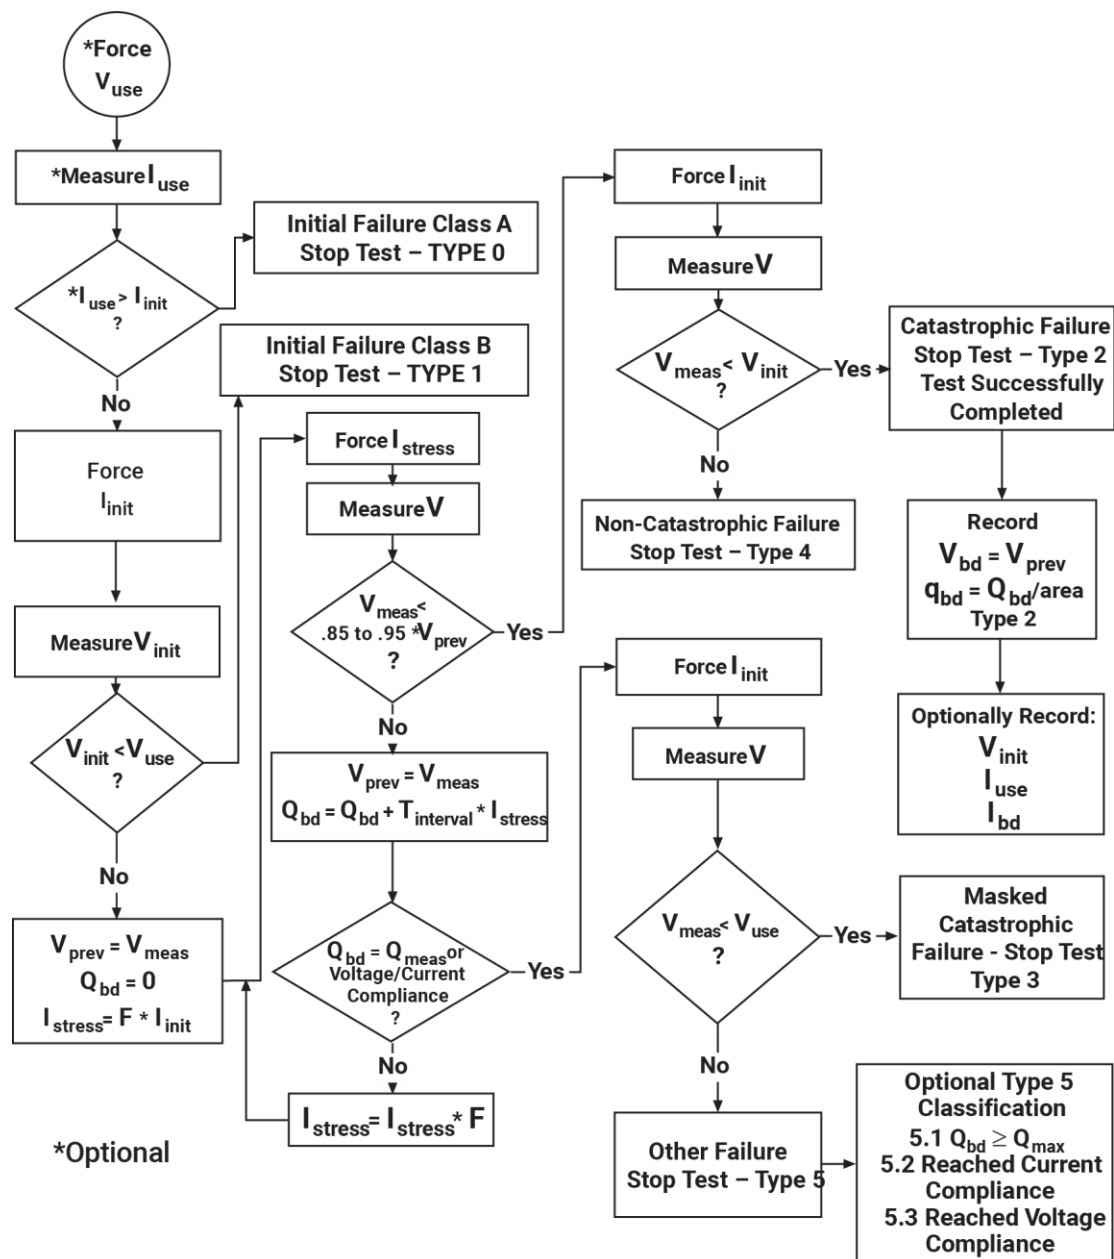 *Force
V_use
*Measure I_use
*I_use > I_init
?
Initial Failure Class A
Stop Test – TYPE 0
No
Initial Failure Class B
Stop Test – TYPE 1
Force
I_init
Measure V_init
V_init < V_use
?
No
V_prev = V_meas
Q_bd = 0
I_stress = F * I_init
Force I_stress
Measure V
V_meas <
.85 to .95 * V_prev
?
Yes
No
V_prev = V_meas
Q_bd = Q_bd + T_interval * I_stress
Q_bd = Q_meas or
Voltage/Current
Compliance
?
Yes
No
I_stress = I_stress * F
*Optional
Force I_init
Measure V
V_meas < V_init
?
Yes
No
Non-Catastrophic Failure
Stop Test – Type 4
Catastrophic Failure
Stop Test – Type 2
Test Successfully
Completed
Record
V_bd = V_prev
q_bd = Q_bd/area
Type 2
Optionally Record:
V_init
I_use
I_bd
Force I_init
Measure V
V_meas < V_use
?
Yes
No
Masked
Catastrophic
Failure - Stop Test
Type 3
Other Failure
Stop Test – Type 5
Optional Type 5
Classification
5.1 Q_bd ≥ Q_max
5.2 Reached Current
Compliance
5.3 Reached Voltage
Compliance